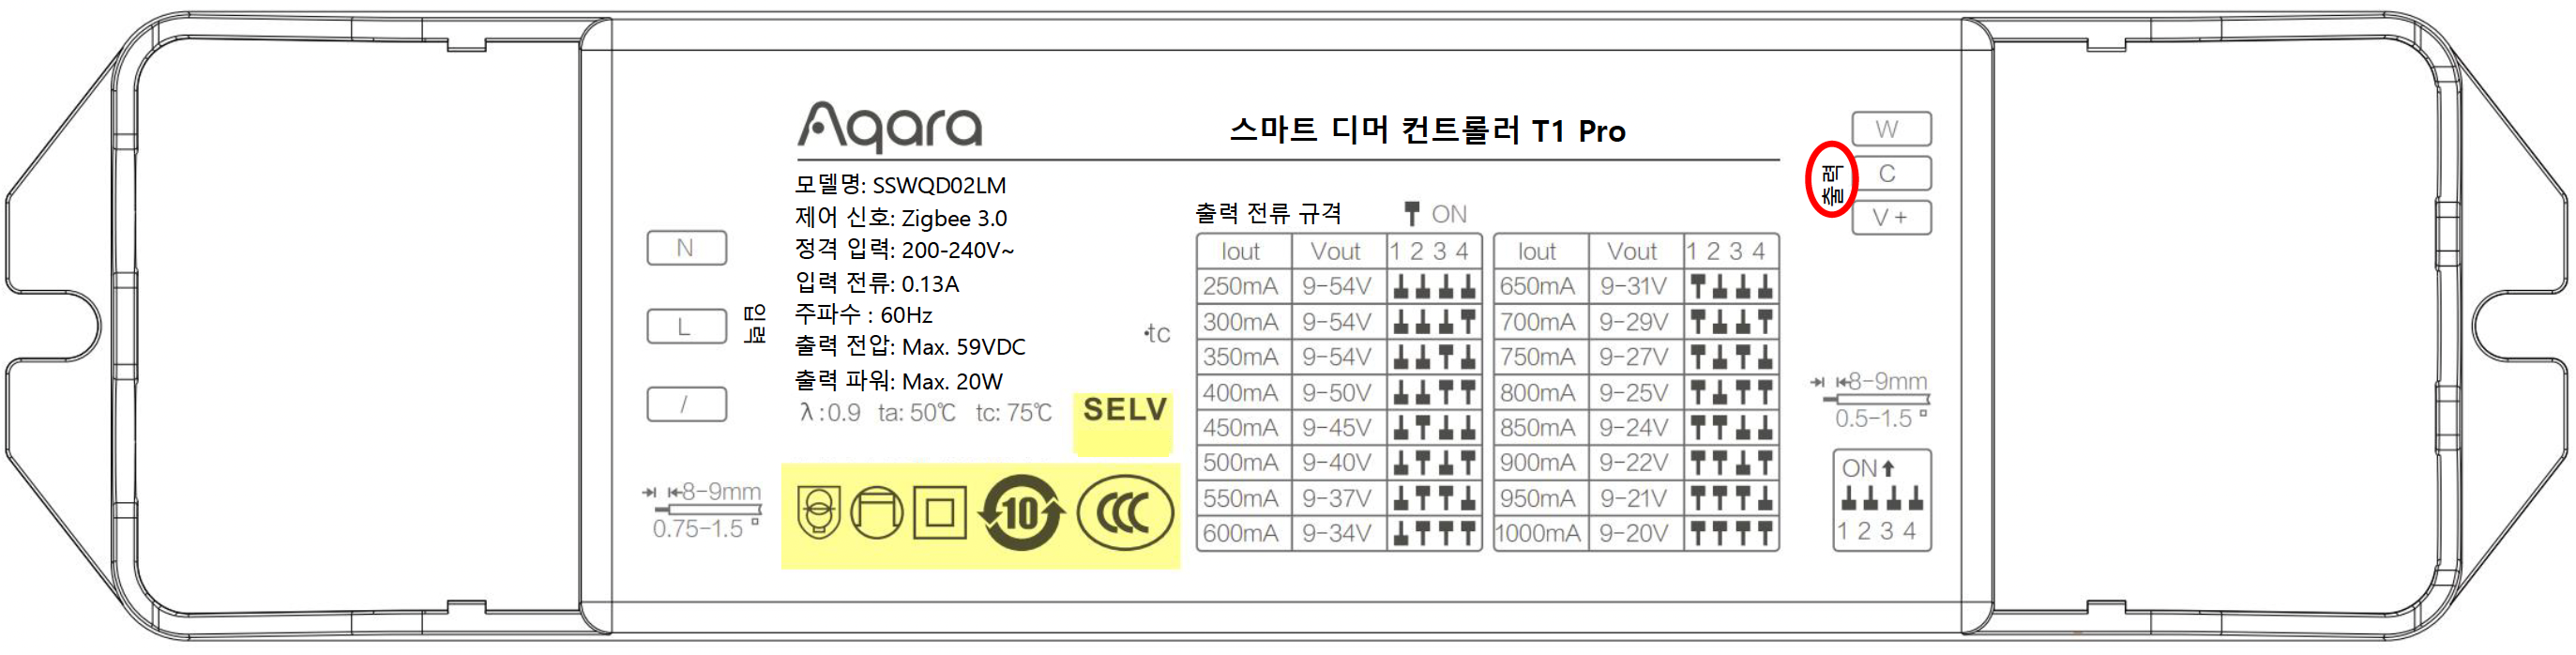 Aqara
스마트 디머 컨트롤러 T1 Pro
모델명: SSWQD02LM
제어 신호: Zigbee 3.0
정격 입력: 200-240V~
입력 전류: 0.13A
주파수 : 60Hz
출력 전압: Max. 59VDC
출력 파워: Max. 20W
λ:0.9 ta: 50℃ tc: 75℃
SELV
10
CCC
N
L
/
입력
8-9mm
0.75-1.5
·tc
출력 전류 규격
ON
Iout Vout 1 2 3 4
250mA 9-54V
300mA 9-54V
350mA 9-54V
400mA 9-50V
450mA 9-45V
500mA 9-40V
550mA 9-37V
600mA 9-34V
Iout Vout 1 2 3 4
650mA 9-31V
700mA 9-29V
750mA 9-27V
800mA 9-25V
850mA 9-24V
900mA 9-22V
950mA 9-21V
1000mA 9-20V
출력
W
C
V +
8-9mm
0.5-1.5
ON
1 2 3 4